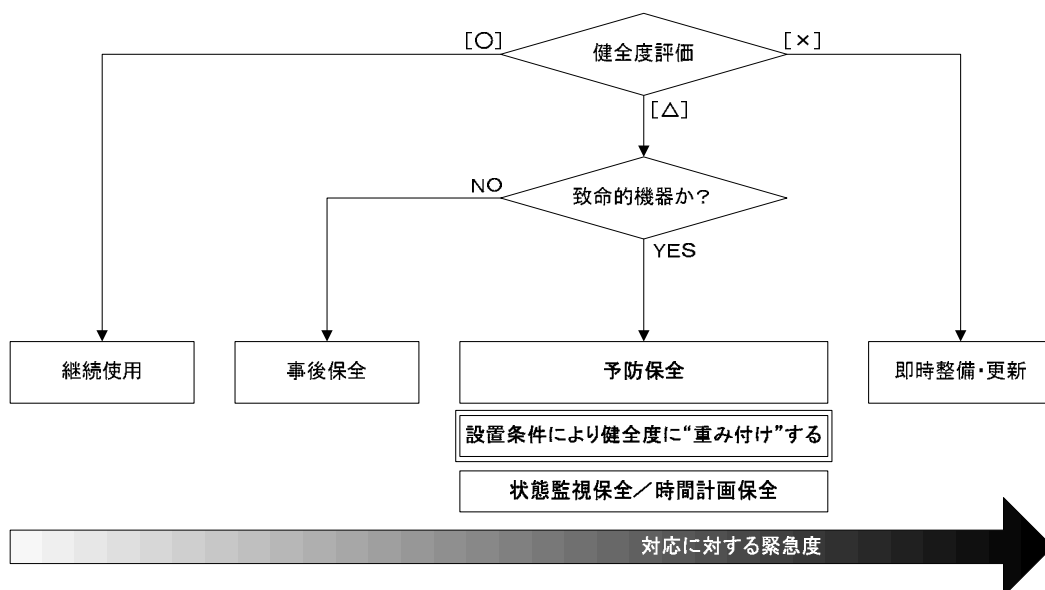 [○]
健全度評価
[×]
[△]
NO
致命的機器か?
YES
継続使用
事後保全
予防保全
即時整備・更新
設置条件により健全度に“重み付け”する
状態監視保全/時間計画保全
対応に対する緊急度